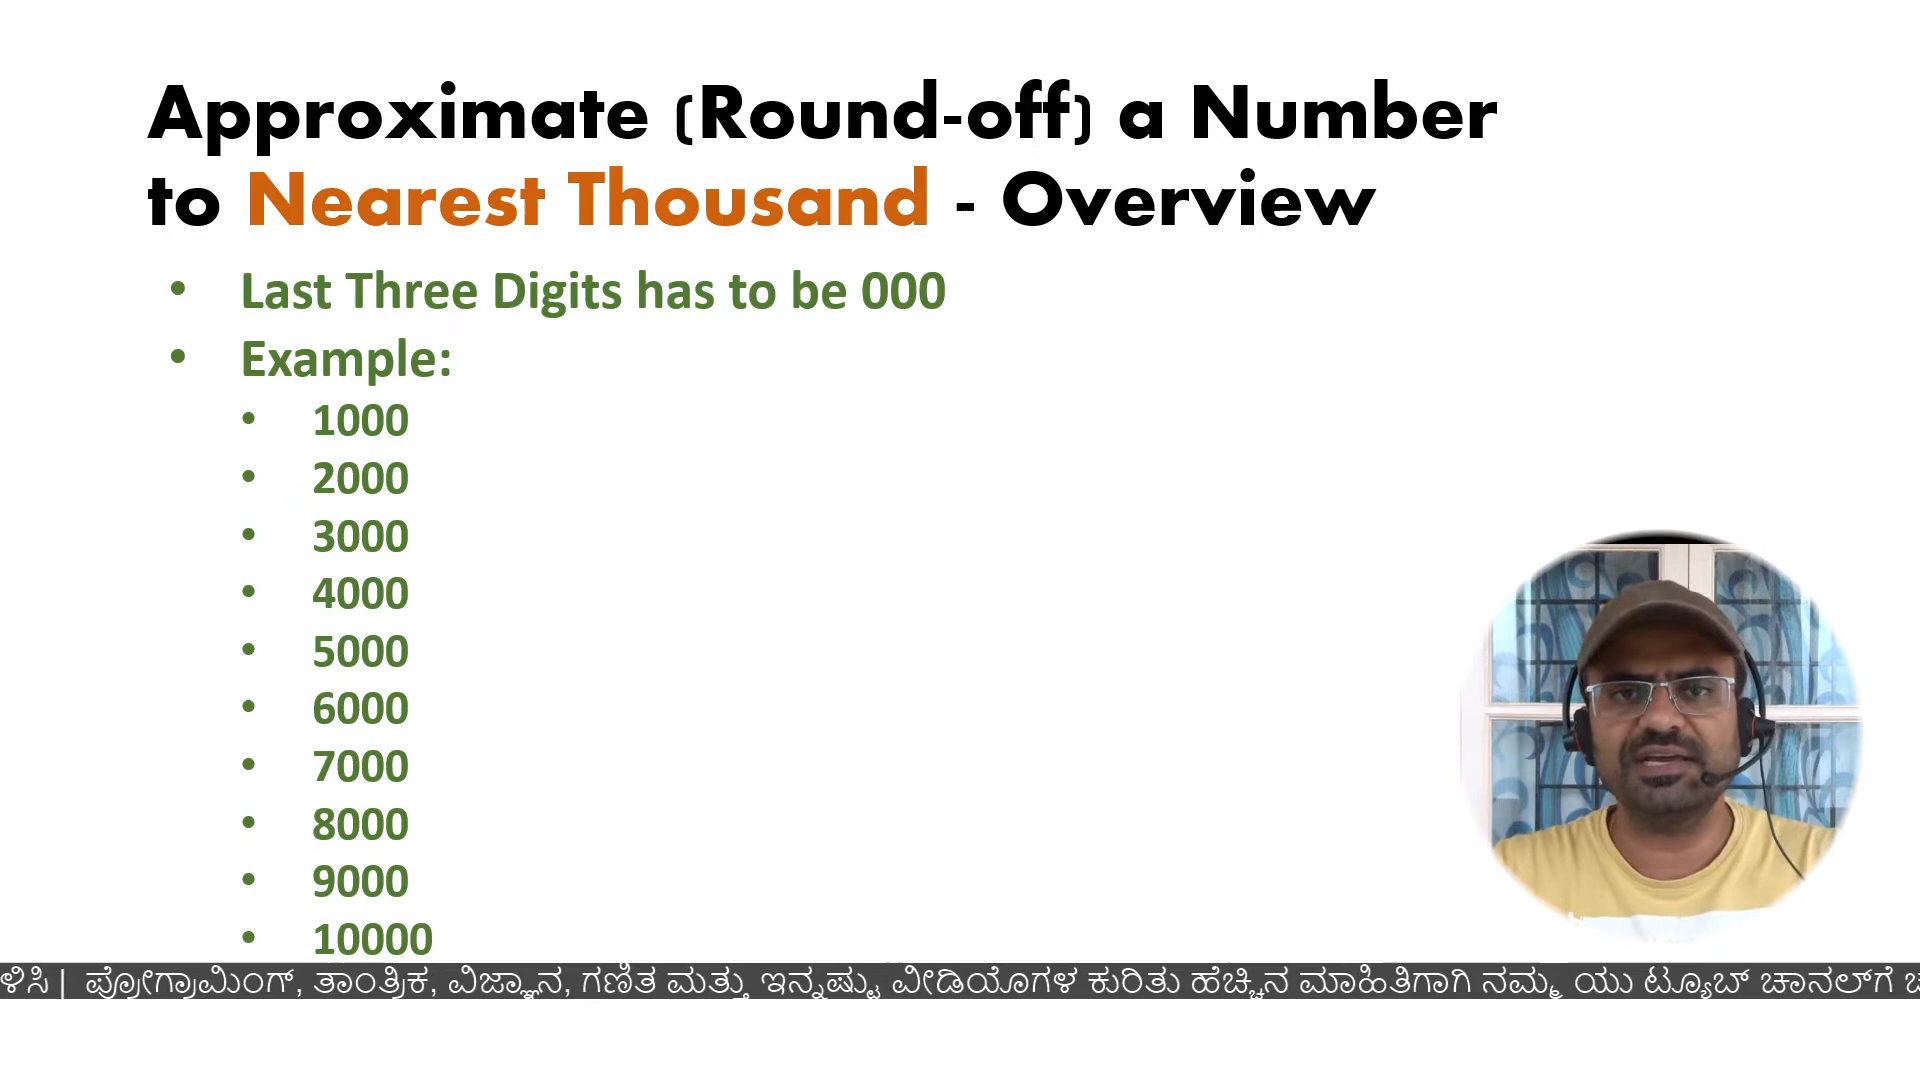 Approximate (Round-off) a Number
to Nearest Thousand - Overview
• Last Three Digits has to be 000
• Example:
• 1000
• 2000
• 3000
• 4000
• 5000
• 6000
• 7000
• 8000
• 9000
• 10000
ಳಿಸಿ | ಪ್ರೋಗ್ರಾಮಿಂಗ್, ತಾಂತ್ರಿಕ, ವಿಜ್ಞಾನ, ಗಣಿತ ಮತ್ತು ಇನ್ನಷ್ಟು ವೀಡಿಯೊಗಳ ಕುರಿತು ಹೆಚ್ಚಿನ ಮಾಹಿತಿಗಾಗಿ ನಮ್ಮ ಯು ಟ್ಯೂಬ್ ಚಾನಲ್‌ಗೆ